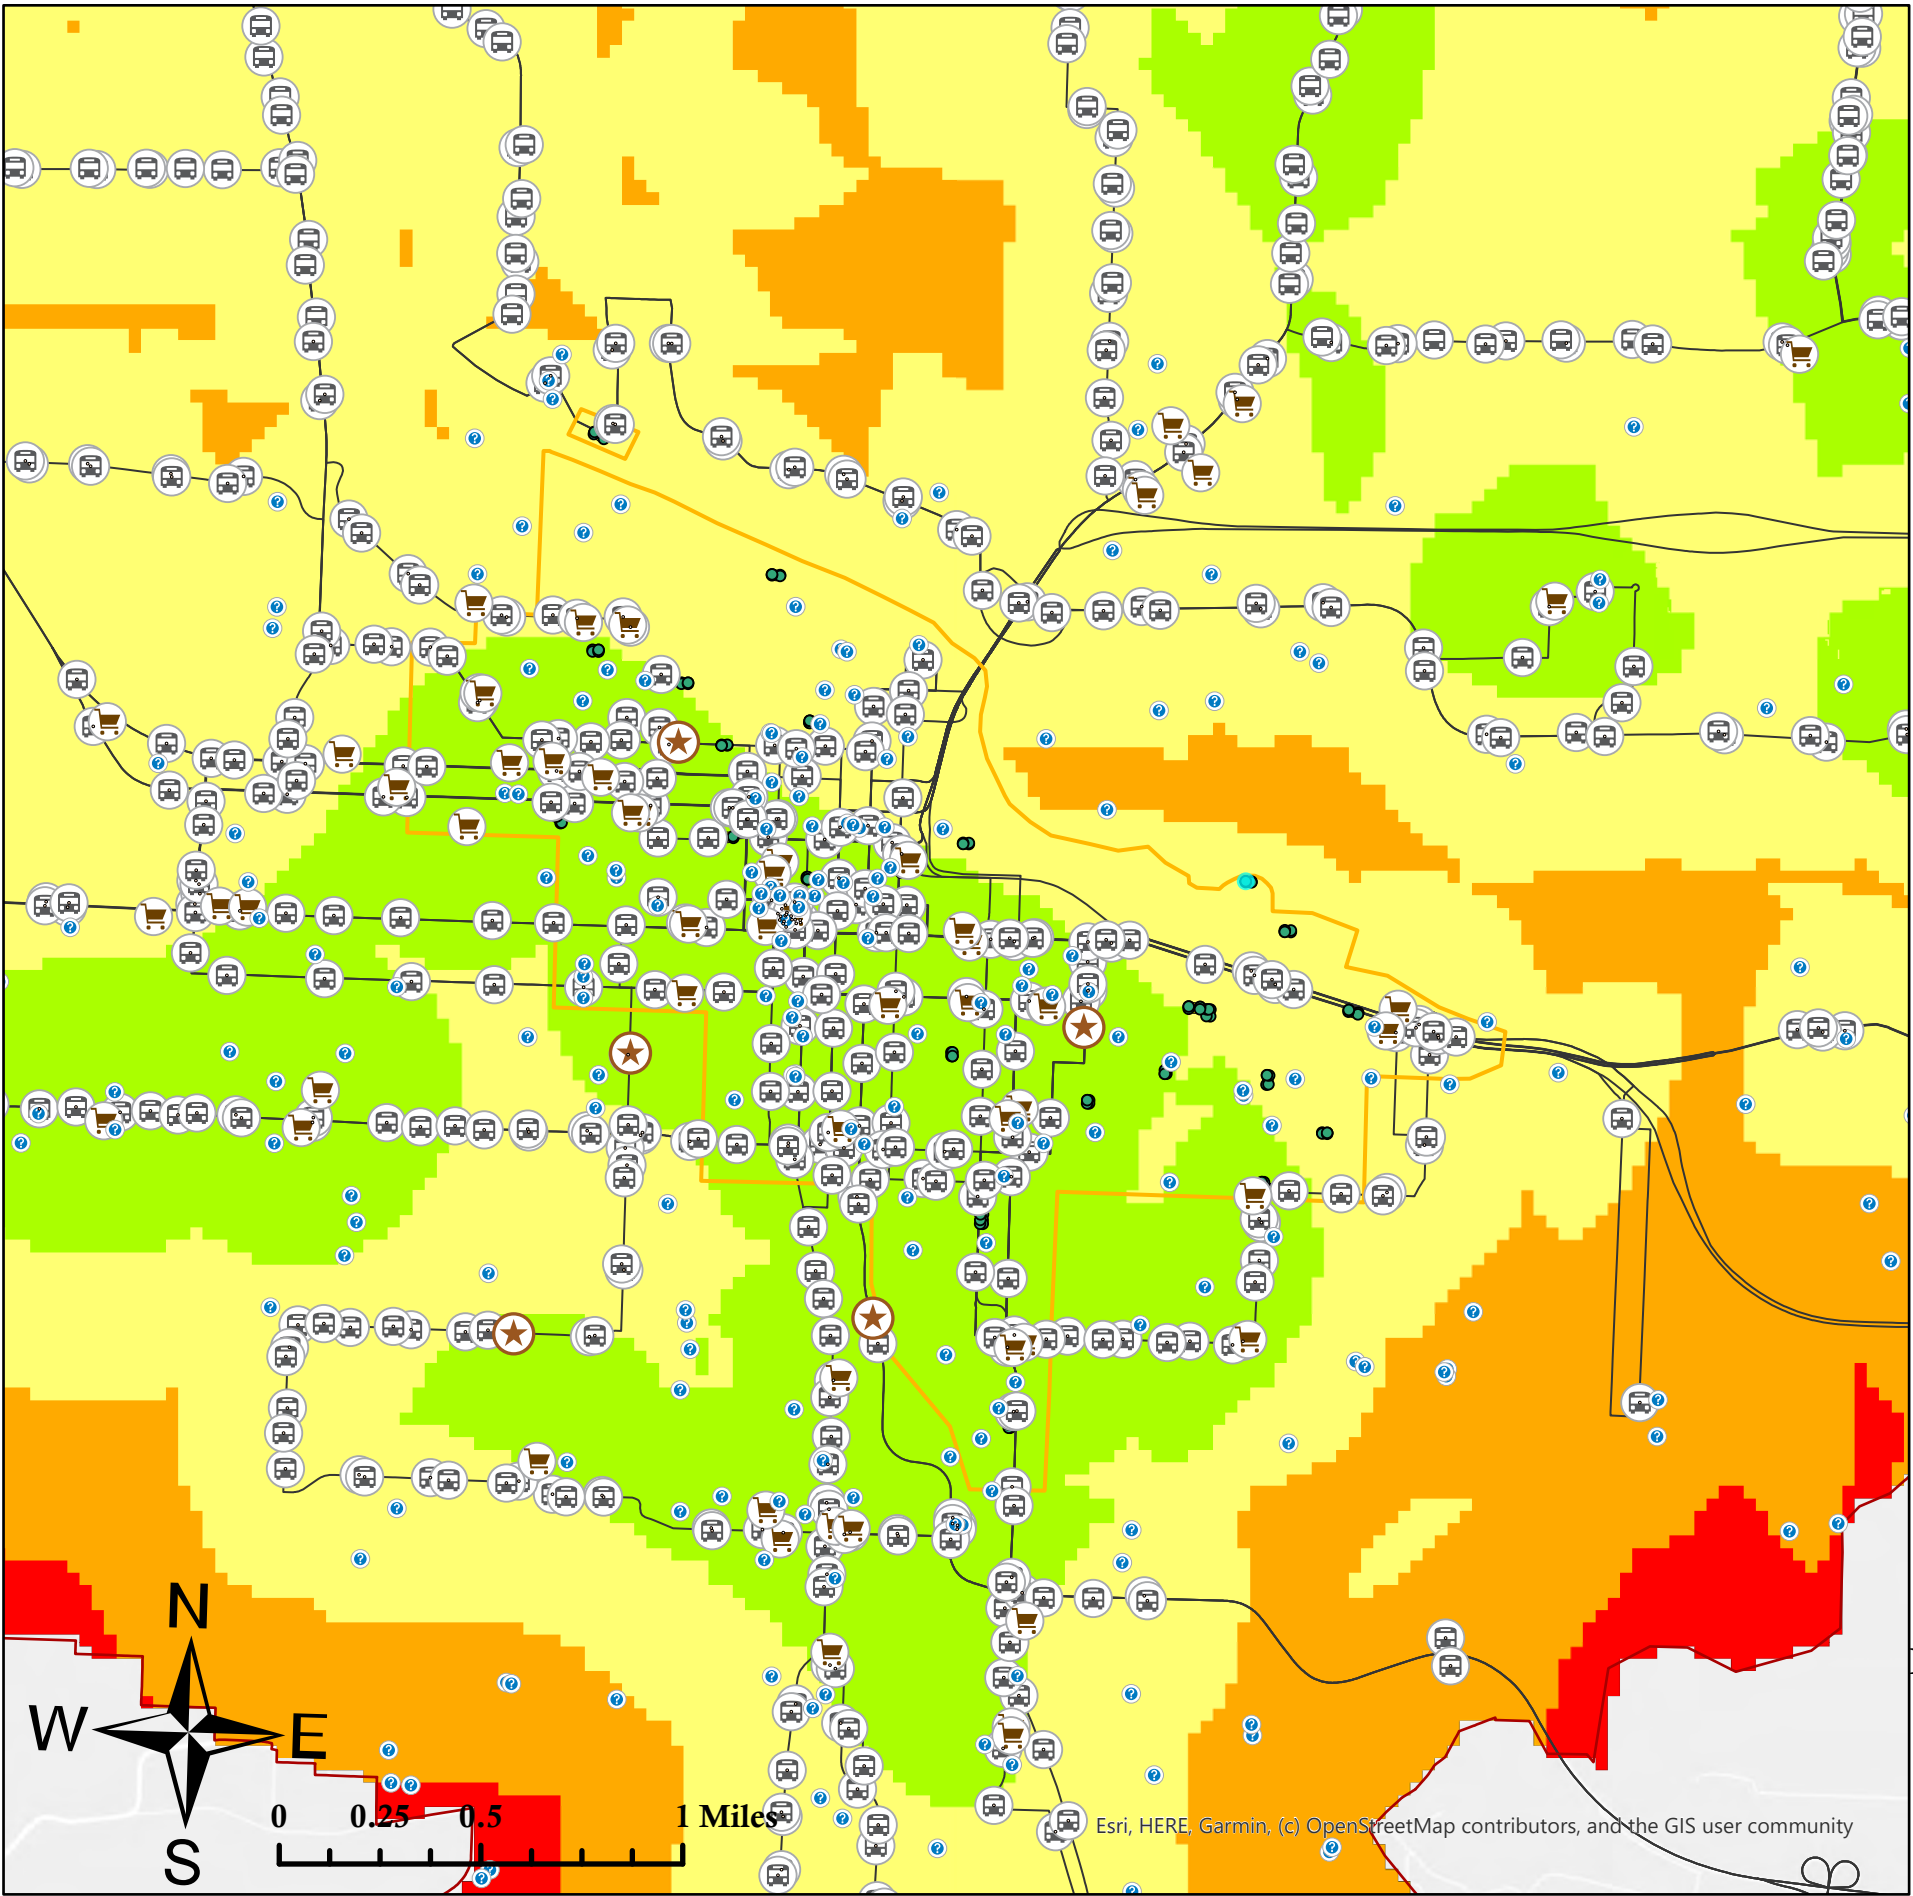 N
W E
S
0 0.25 0.5 1 Miles
Esri, HERE, Garmin, (c) OpenStreetMap contributors, and the GIS user community